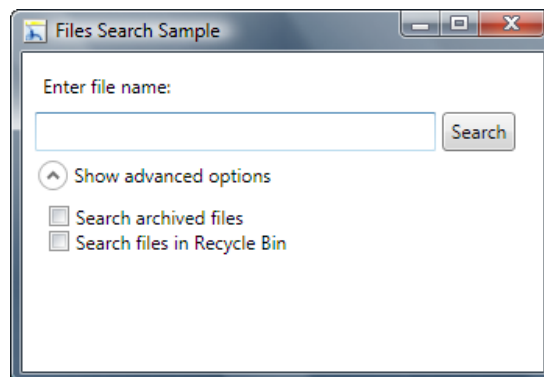 Files Search Sample
Enter file name:
Search
Show advanced options
Search archived files
Search files in Recycle Bin